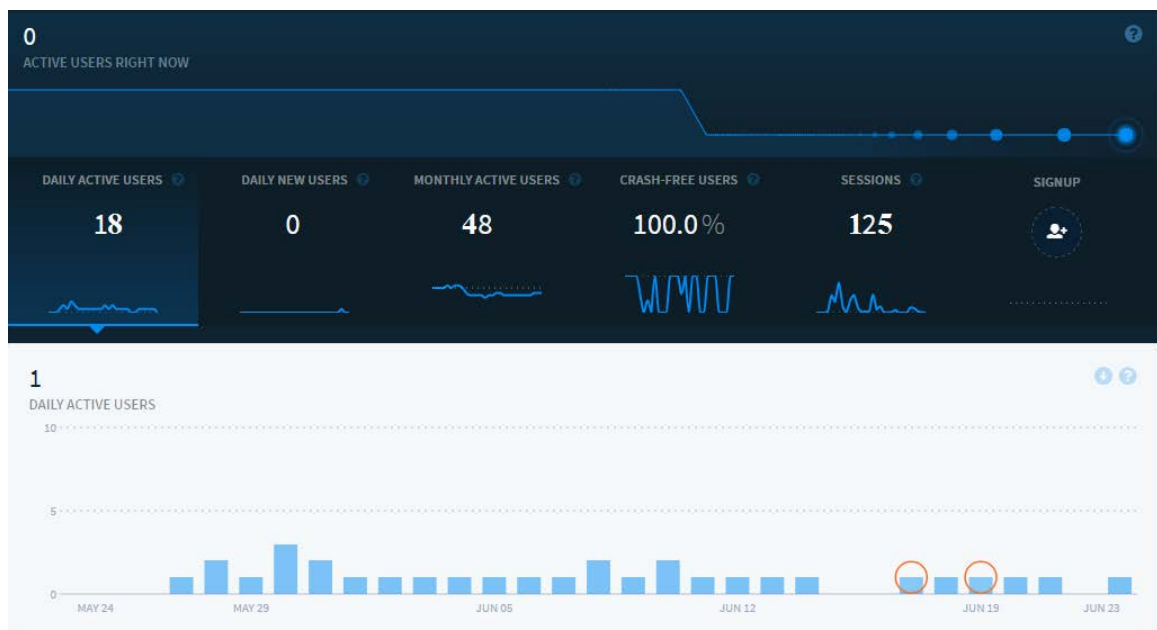 0
ACTIVE USERS RIGHT NOW
DAILY ACTIVE USERS
DAILY NEW USERS
MONTHLY ACTIVE USERS
CRASH-FREE USERS
SESSIONS
SIGNUP
18
0
48
100.0%
125
1
DAILY ACTIVE USERS
10
5
0
MAY 24
MAY 29
JUN 05
JUN 12
JUN 19
JUN 23